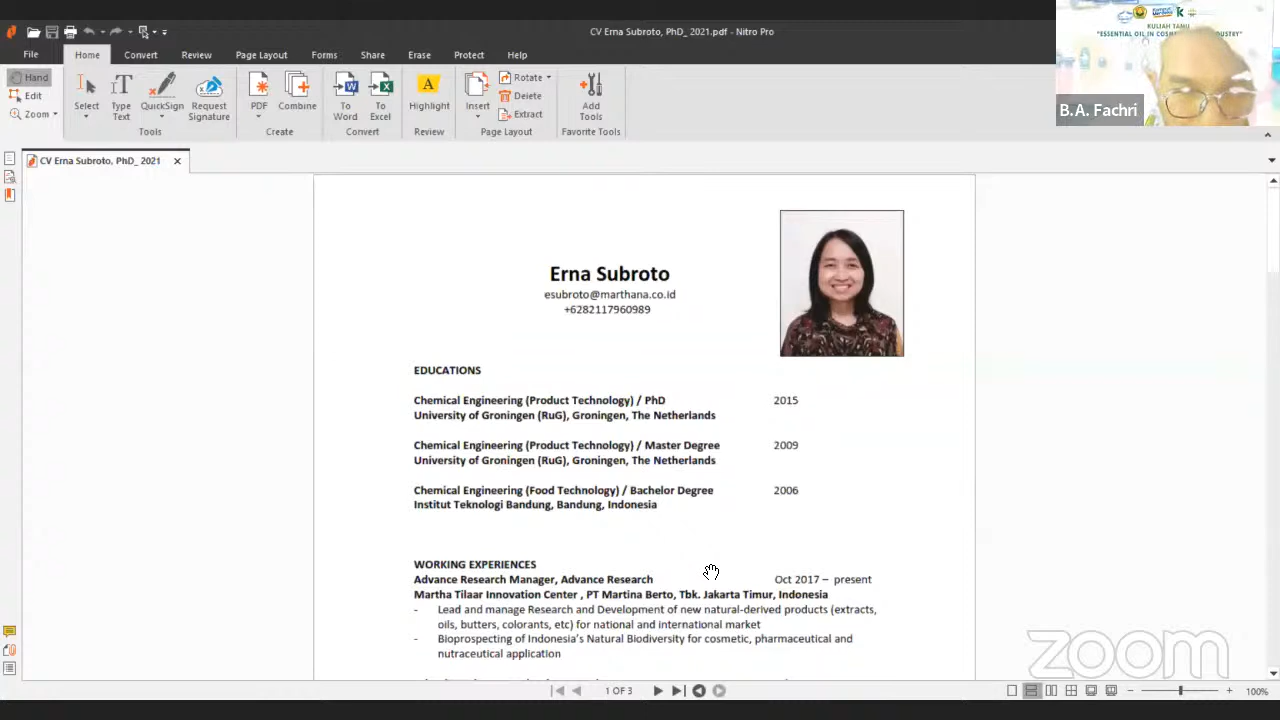 CV Erna Subroto, PhD_ 2021.pdf - Nitro Pro
File Home Convert Review Page Layout Forms Share Erase Protect Help
Hand
Edit
Zoom
Select
Type Text
QuickSign
Request Signature
Tools
PDF
Combine
Create
To Word
To Excel
Convert
Highlight
Review
Insert
Rotate
Delete
Extract
Page Layout
Add Tools
Favorite Tools
KULIAH TAMU
B.A. Fachri
CV Erna Subroto, PhD_ 2021
Erna Subroto
esubroto@marthana.co.id
+6282117960989
EDUCATIONS
Chemical Engineering (Product Technology) / PhD 2015
University of Groningen (RuG), Groningen, The Netherlands
Chemical Engineering (Product Technology) / Master Degree 2009
University of Groningen (RuG), Groningen, The Netherlands
Chemical Engineering (Food Technology) / Bachelor Degree 2006
Institut Teknologi Bandung, Bandung, Indonesia
WORKING EXPERIENCES
Advance Research Manager, Advance Research Oct 2017 – present
Martha Tilaar Innovation Center , PT Martina Berto, Tbk. Jakarta Timur, Indonesia
- Lead and manage Research and Development of new natural-derived products (extracts,
oils, butters, colorants, etc) for national and international market
- Bioprospecting of Indonesia's Natural Biodiversity for cosmetic, pharmaceutical and
nutraceutical application
zoom
1 OF 3
100%